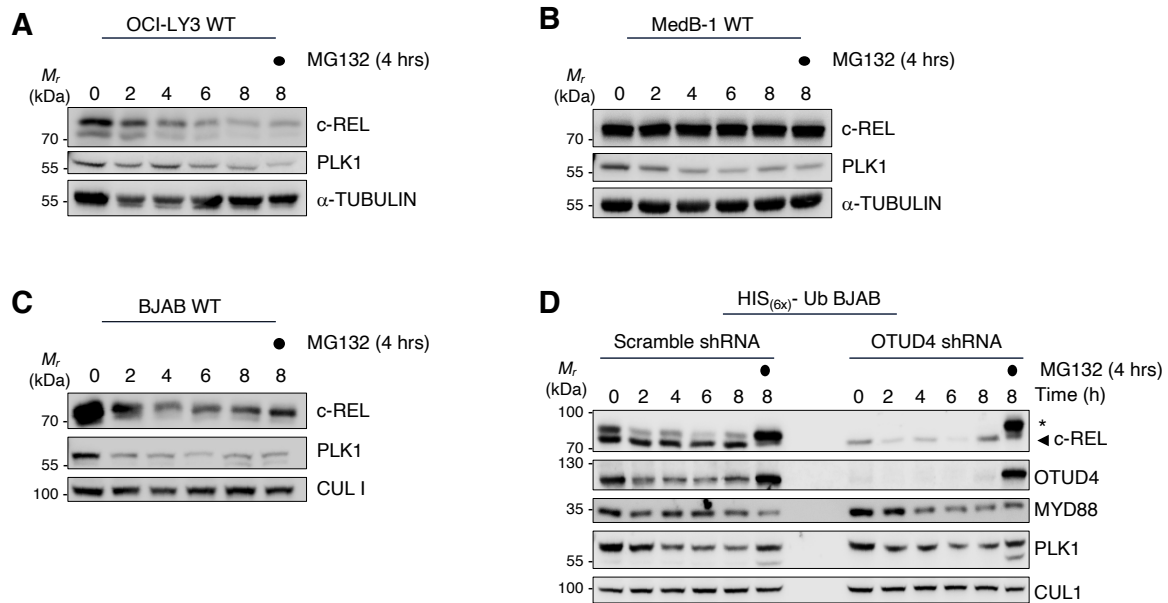 A
OCI-LY3 WT
MG132 (4 hrs)
Mr
(kDa)
0 2 4 6 8 8
70 -
c-REL
55 -
PLK1
55 -
α-TUBULIN
B
MedB-1 WT
MG132 (4 hrs)
Mr
(kDa)
0 2 4 6 8 8
70 -
c-REL
55 -
PLK1
55 -
α-TUBULIN
C
BJAB WT
MG132 (4 hrs)
Mr
(kDa)
0 2 4 6 8 8
70 -
c-REL
55 -
PLK1
100 -
CUL I
D
HIS(6x)- Ub BJAB
Scramble shRNA OTUD4 shRNA
MG132 (4 hrs)
Mr
(kDa)
0 2 4 6 8 8 0 2 4 6 8 8 Time (h)
100 -
*
70 -
c-REL
130 -
OTUD4
35 -
MYD88
PLK1
55 -
100 -
CUL1